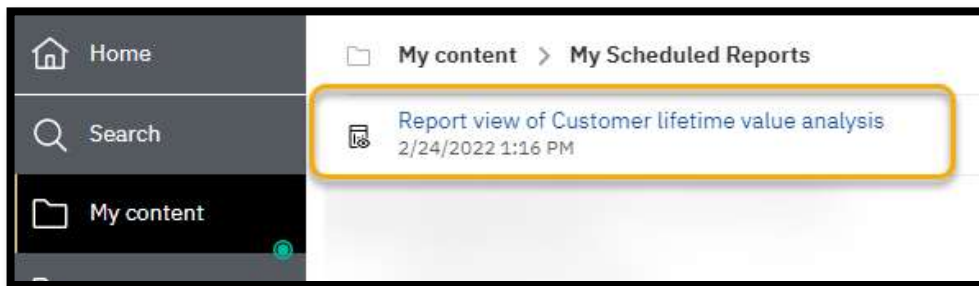 Home
My content > My Scheduled Reports
Search
Report view of Customer lifetime value analysis
2/24/2022 1:16 PM
My content